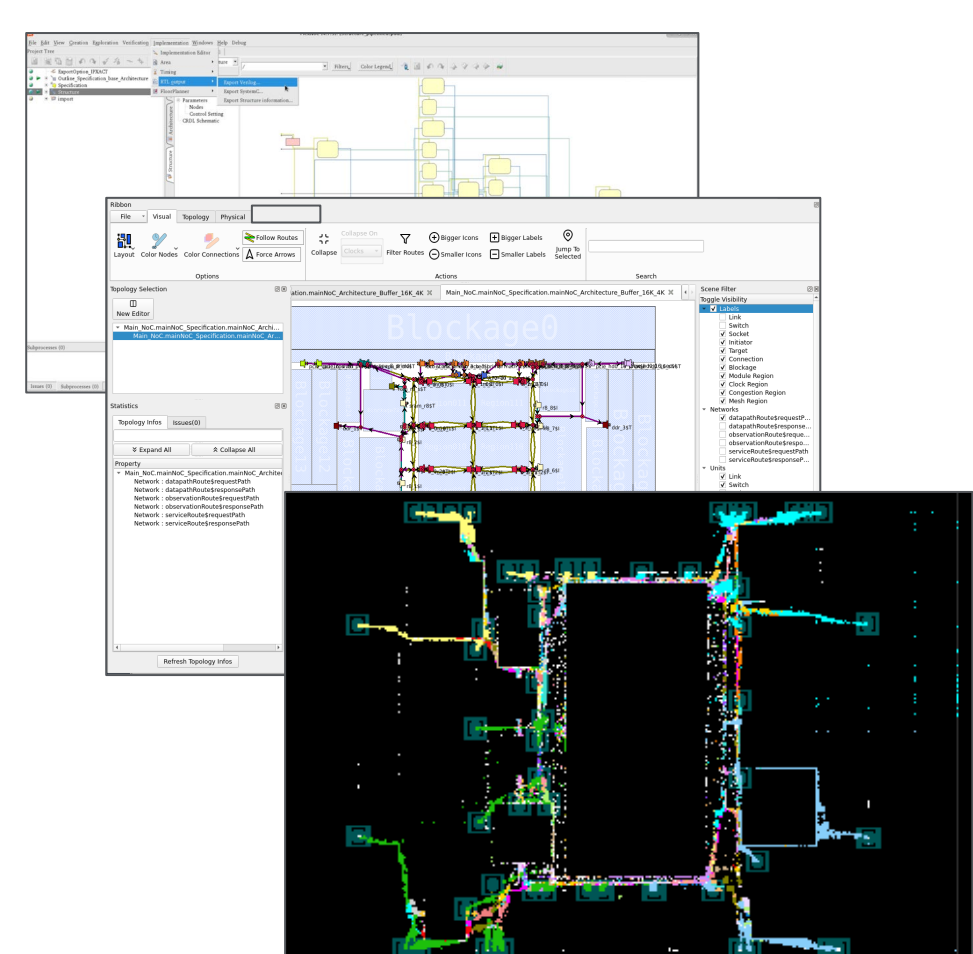 File Edit View Creation Exploration Verification Implementation Windows Help Debug
Project Tree
Implementation Editor
Area
Timing
RTL output
FloorPlanner
Export Verilog...
Export SystemC...
Export Structure information...
ExportOption_IPXACT
Outline_Specification_base_Architecture
Specification
Structure
import
Filters
Color Legend
Parameters
Nodes
Control Setting
CRDL Schematic
Architecture
Structure
Subprocesses (0)
Issues (0) Subprocesses
Ribbon
File Visual Topology Physical
Layout
Color Nodes
Color Connections
Follow Routes
Force Arrows
Options
Collapse
Collapse On
Clocks
Filter Routes
Bigger Icons
Smaller Icons
Bigger Labels
Smaller Labels
Jump To
Selected
Actions
Search
Topology Selection
New Editor
Main_NoC.mainNoC_Specification.mainNoC_Archi...
Main_NoC.mainNoC_Specification.mainNoC_Ar...
Statistics
Topology Infos Issues(0)
Expand All
Collapse All
Property
Main_NoC.mainNoC_Specification.mainNoC_Architec
Network : datapathRoute$requestPath
Network : datapathRoute$responsePath
Network : observationRoute$requestPath
Network : observationRoute$responsePath
Network : serviceRoute$requestPath
Network : serviceRoute$responsePath
Refresh Topology Infos
ation.mainNoC_Architecture_Buffer_16K_4K
Main_NoC.mainNoC_Specification.mainNoC_Architecture_Buffer_16K_4K
Blockage0
ddr_3$T
Scene Filter
Toggle Visibility
Labels
Link
Switch
Socket
Initiator
Target
Connection
Blockage
Module Region
Clock Region
Congestion Region
Mesh Region
Networks
datapathRoute$requestP...
datapathRoute$response...
observationRoute$reque...
observationRoute$respo...
serviceRoute$requestPath
serviceRoute$responseP...
Units
Link
Switch